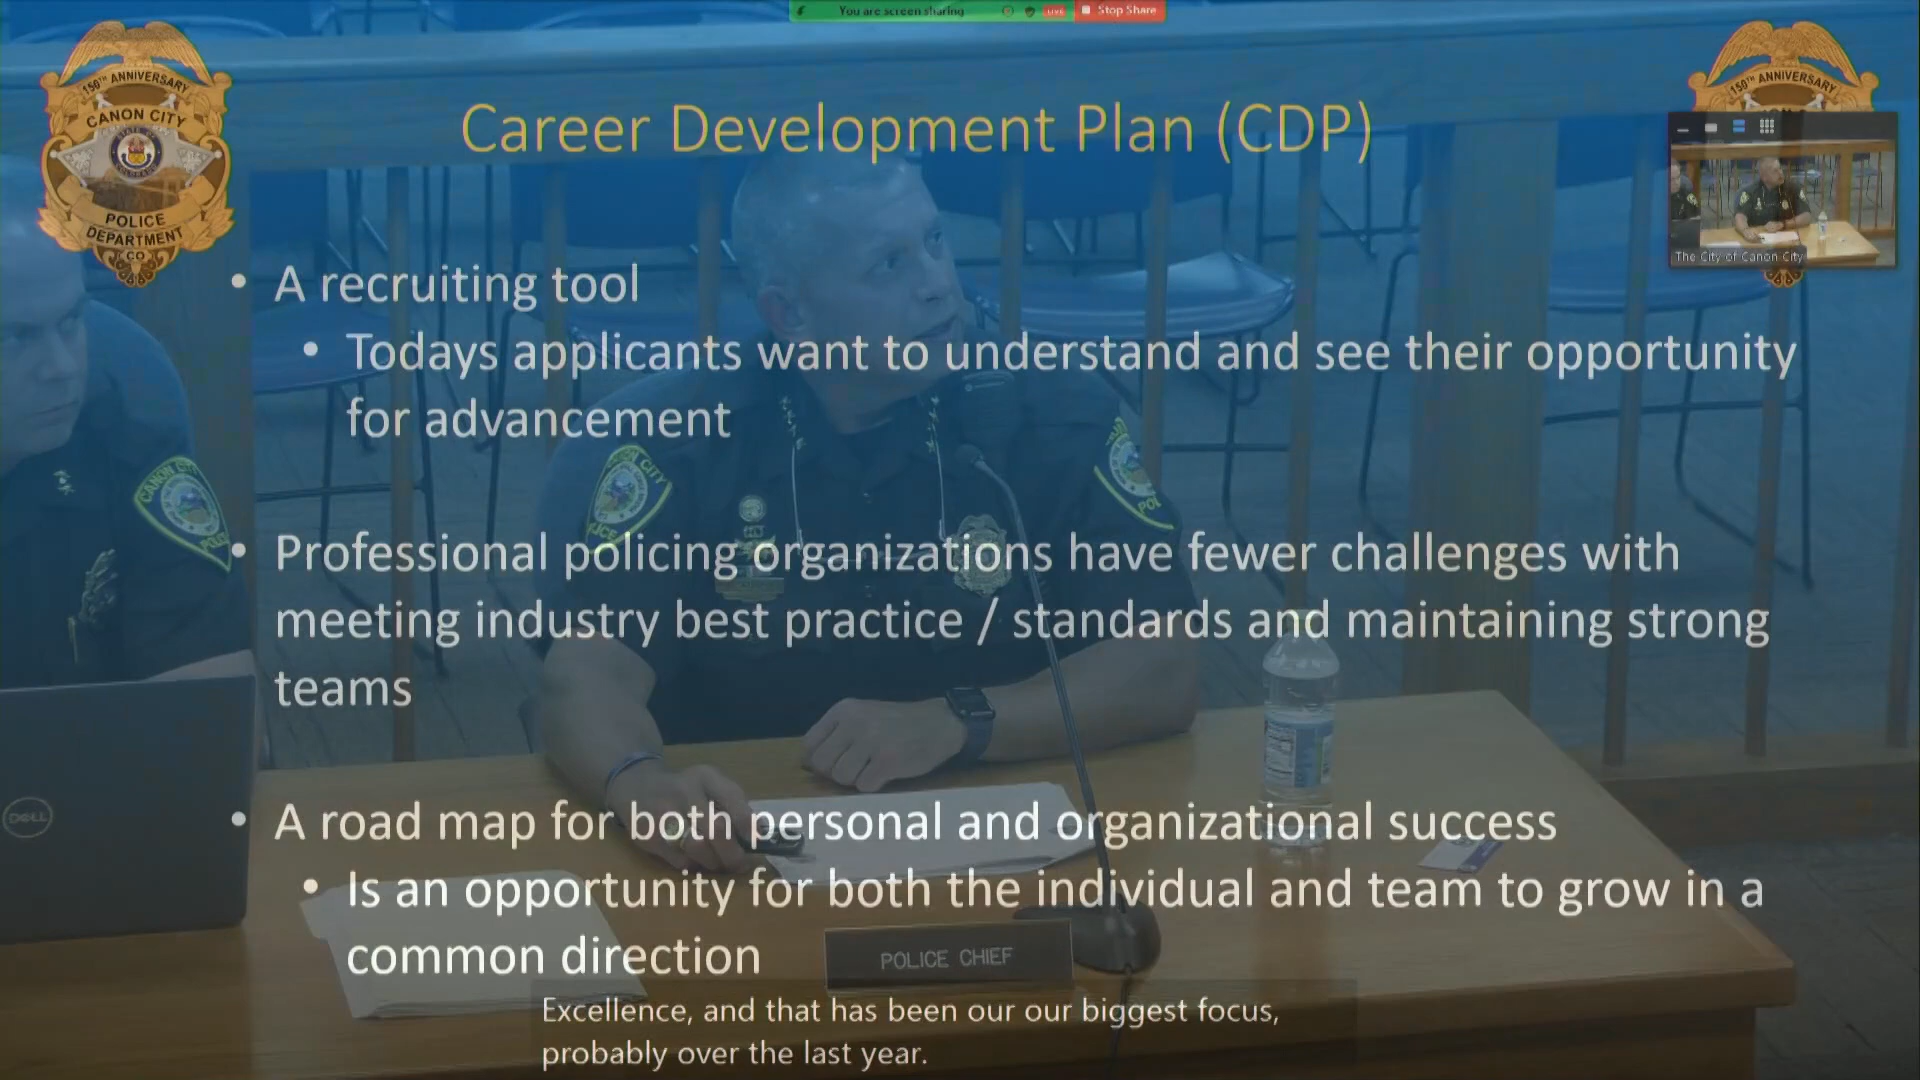 You are screen sharing
LIVE
Stop Share
150TH ANNIVERSARY
CANON CITY
POLICE
DEPARTMENT
CO
150TH ANNIVERSARY
Career Development Plan (CDP)
The City of Canon City
• A recruiting tool
• Todays applicants want to understand and see their opportunity
for advancement
CANON CITY
• Professional policing organizations have fewer challenges with
meeting industry best practice / standards and maintaining strong
teams
DELL
• A road map for both personal and organizational success
• Is an opportunity for both the individual and team to grow in a
common direction
POLICE CHIEF
Excellence, and that has been our our biggest focus,
probably over the last year.